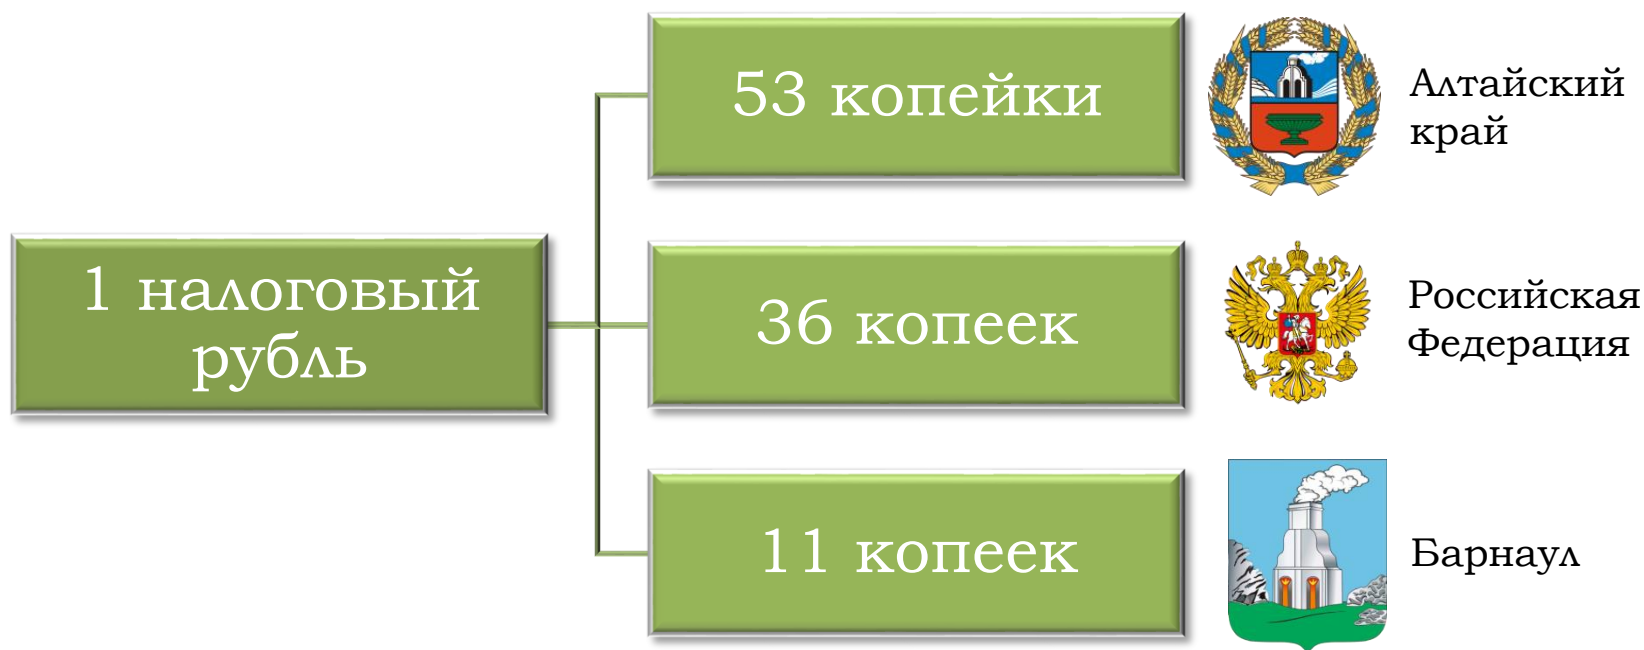 1 налоговый
рубль
53 копейки
Алтайский
край
36 копеек
Российская
Федерация
11 копеек
Барнаул